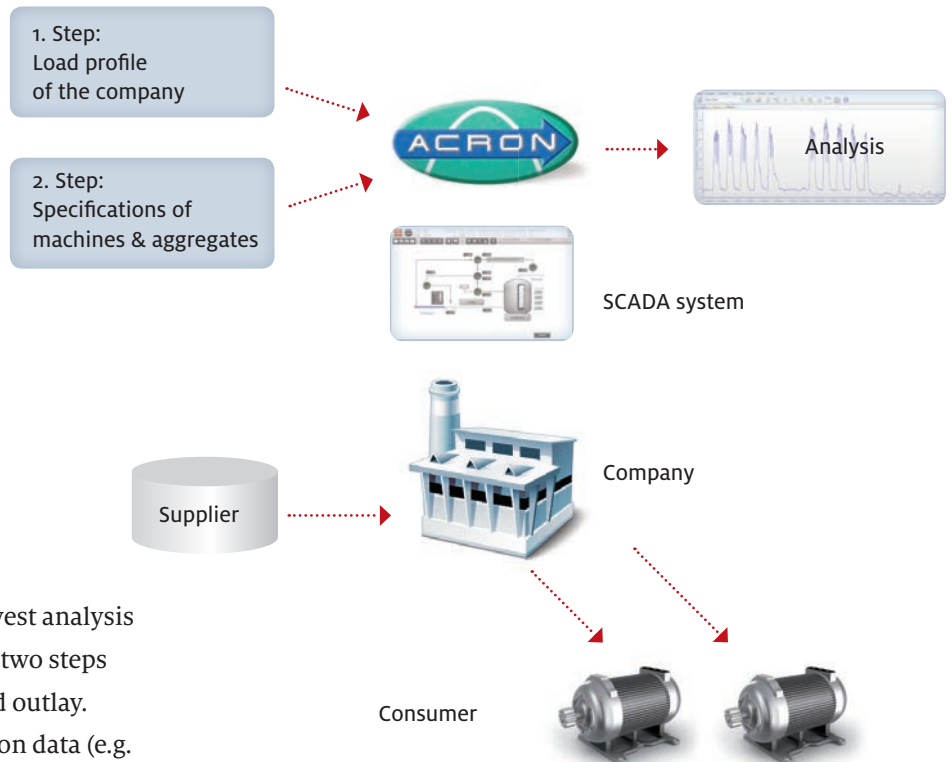 1. Step:
Load profile
of the company
2. Step:
Specifications of
machines & aggregates
ACRON
Analysis
SCADA system
Company
Supplier
vest analysis
two steps
d outlay.
on data (e.g.
Consumer